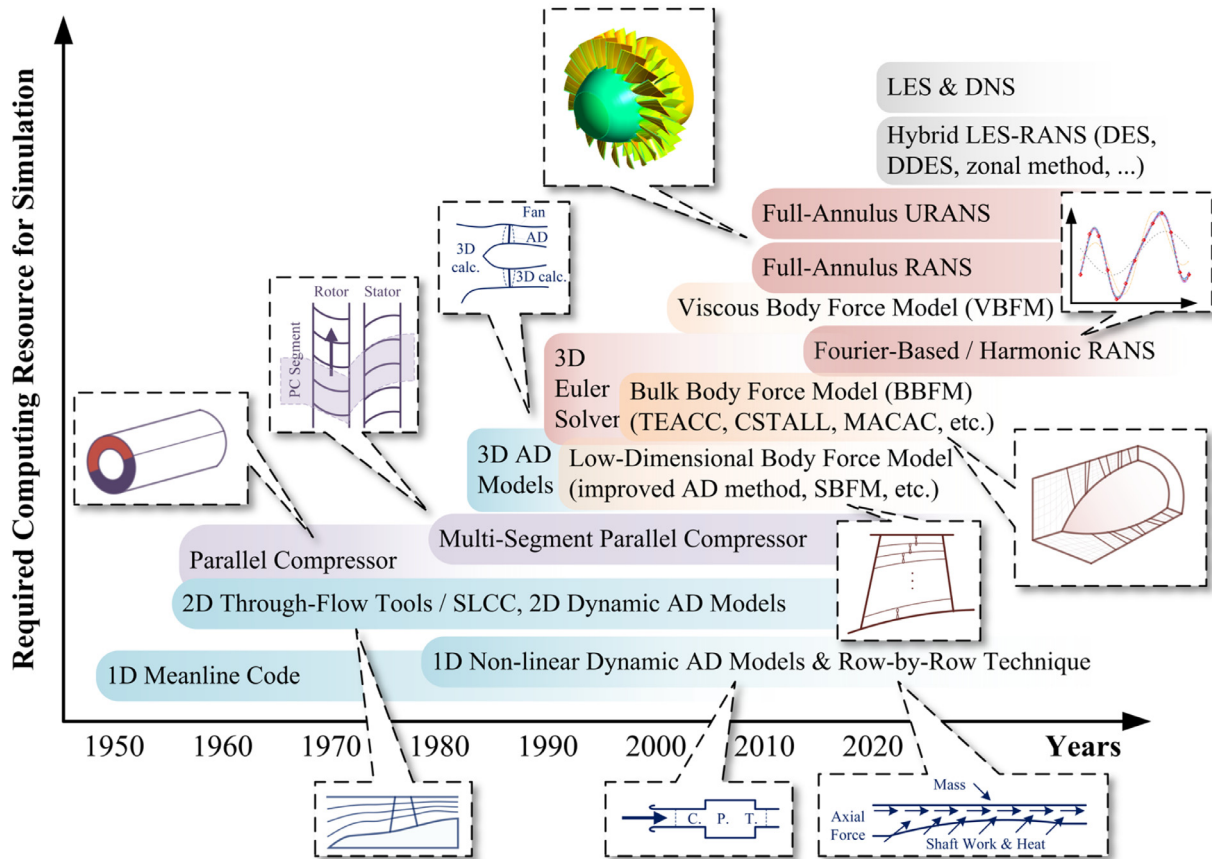 Required Computing Resource for Simulation
LES & DNS
Hybrid LES-RANS (DES,
DDES, zonal method, ...)
Full-Annulus URANS
Full-Annulus RANS
Viscous Body Force Model (VBFM)
Fourier-Based / Harmonic RANS
3D
Euler
Solver
Bulk Body Force Model (BBFM)
(TEACC, CSTALL, MACAC, etc.)
3D AD
Models
Low-Dimensional Body Force Model
(improved AD method, SBFM, etc.)
Multi-Segment Parallel Compressor
Parallel Compressor
2D Through-Flow Tools / SLCC, 2D Dynamic AD Models
1D Non-linear Dynamic AD Models & Row-by-Row Technique
1D Meanline Code
Fan
AD
3D
calc.
3D calc.
Rotor Stator
PC Segment
1950 1960 1970 1980 1990 2000 2010 2020 Years
C. P. T.
Mass
Axial
Force
Shaft Work & Heat